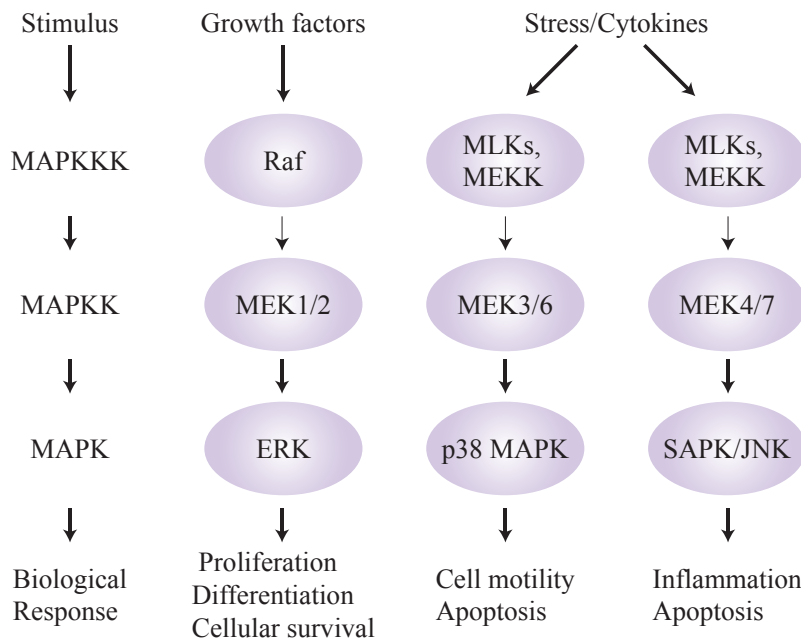 Stimulus
Growth factors
Stress/Cytokines
MAPKKK
Raf
MLKs,
MEKK
MLKs,
MEKK
MAPKK
MEK1/2
MEK3/6
MEK4/7
MAPK
ERK
p38 MAPK
SAPK/JNK
Biological
Response
Proliferation
Differentiation
Cellular survival
Cell motility
Apoptosis
Inflammation
Apoptosis